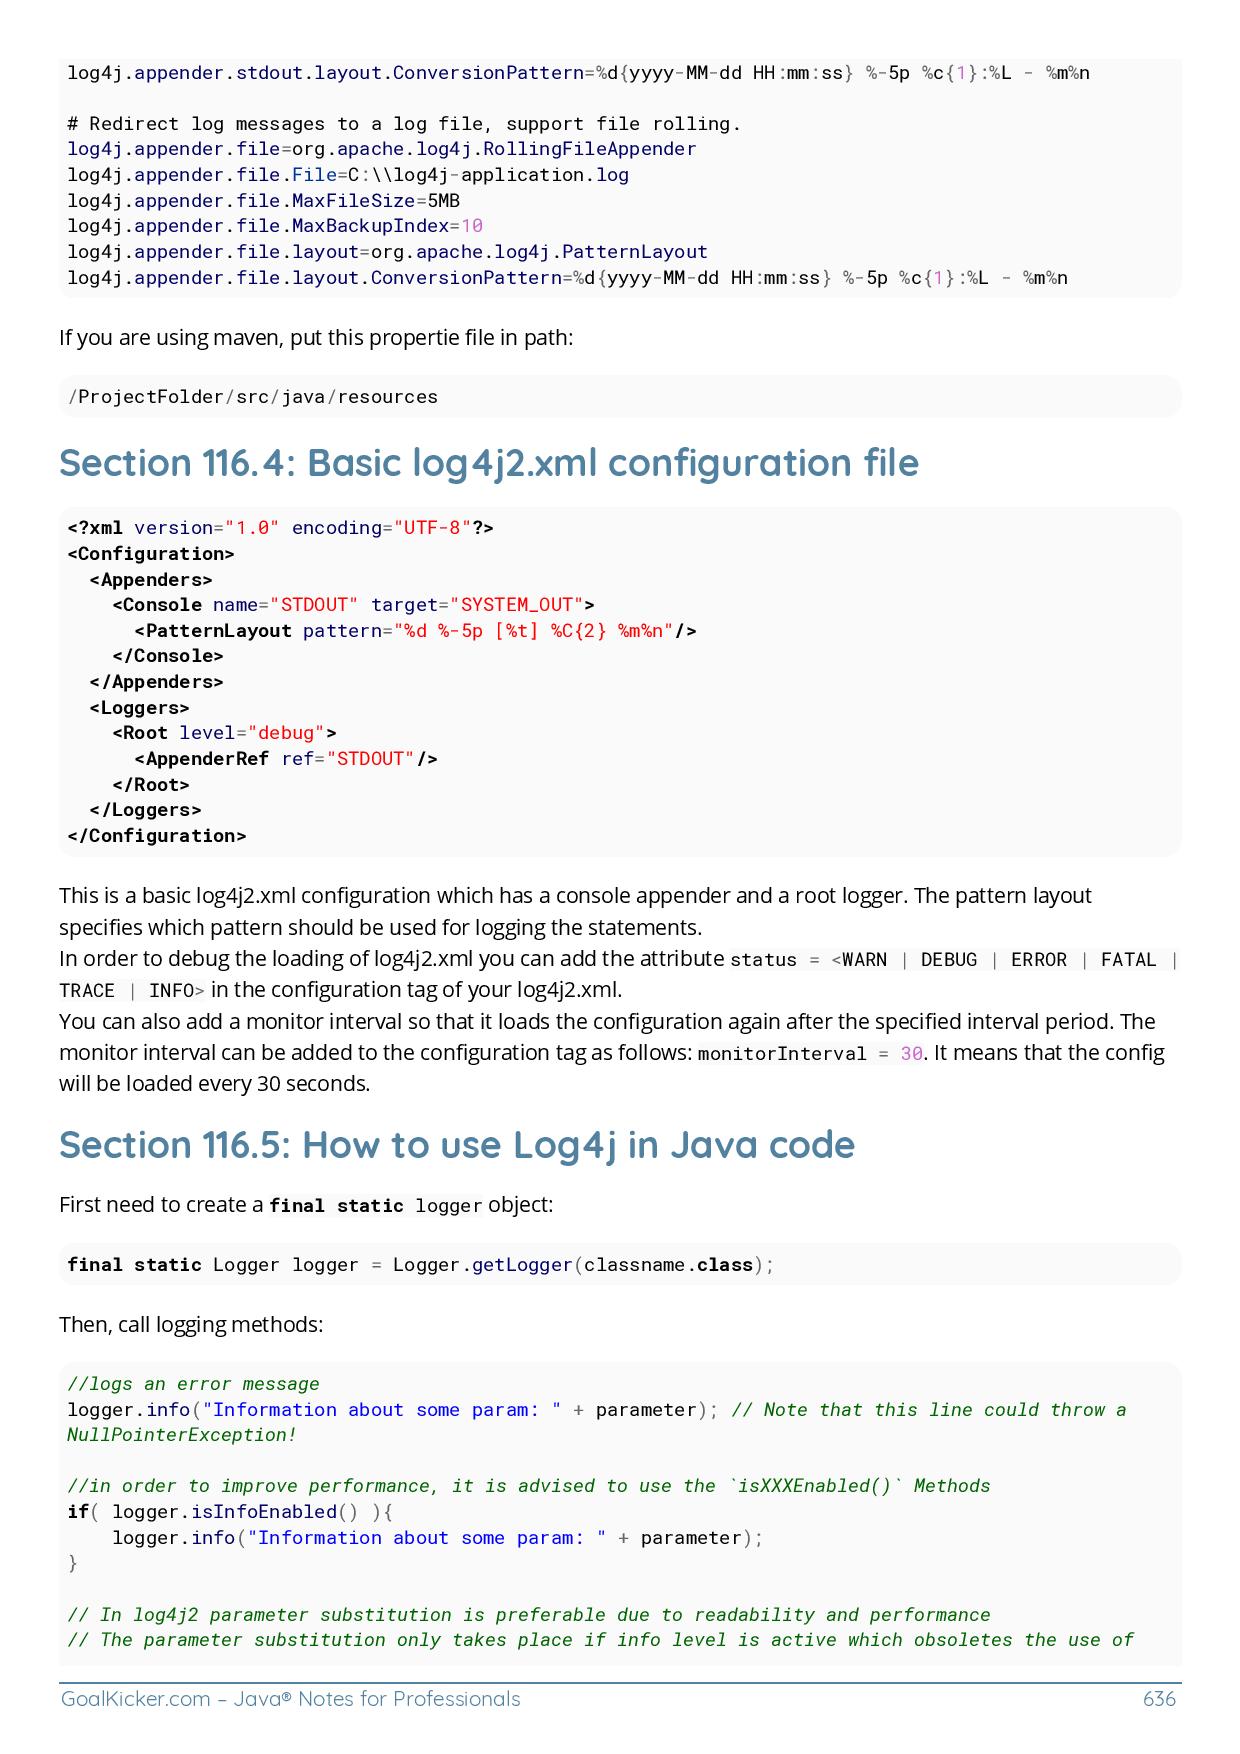 log4j.appender.stdout.layout.ConversionPattern=%d{yyyy-MM-dd HH:mm:ss} %-5p %c{1}:%L - %m%n

# Redirect log messages to a log file, support file rolling.
log4j.appender.file=org.apache.log4j.RollingFileAppender
log4j.appender.file.File=C:\\log4j-application.log
log4j.appender.file.MaxFileSize=5MB
log4j.appender.file.MaxBackupIndex=10
log4j.appender.file.layout=org.apache.log4j.PatternLayout
log4j.appender.file.layout.ConversionPattern=%d{yyyy-MM-dd HH:mm:ss} %-5p %c{1}:%L - %m%n

If you are using maven, put this propertie file in path:

/ProjectFolder/src/java/resources

Section 116.4: Basic log4j2.xml configuration file

<?xml version="1.0" encoding="UTF-8"?>
<Configuration>
  <Appenders>
    <Console name="STDOUT" target="SYSTEM_OUT">
      <PatternLayout pattern="%d %-5p [%t] %C{2} %m%n"/>
    </Console>
  </Appenders>
  <Loggers>
    <Root level="debug">
      <AppenderRef ref="STDOUT"/>
    </Root>
  </Loggers>
</Configuration>

This is a basic log4j2.xml configuration which has a console appender and a root logger. The pattern layout
specifies which pattern should be used for logging the statements.
In order to debug the loading of log4j2.xml you can add the attribute status = <WARN | DEBUG | ERROR | FATAL |
TRACE | INFO> in the configuration tag of your log4j2.xml.
You can also add a monitor interval so that it loads the configuration again after the specified interval period. The
monitor interval can be added to the configuration tag as follows: monitorInterval = 30. It means that the config
will be loaded every 30 seconds.

Section 116.5: How to use Log4j in Java code

First need to create a final static logger object:

final static Logger logger = Logger.getLogger(classname.class);

Then, call logging methods:

//logs an error message
logger.info("Information about some param: " + parameter); // Note that this line could throw a
NullPointerException!

//in order to improve performance, it is advised to use the `isXXXEnabled()` Methods
if( logger.isInfoEnabled() ){
    logger.info("Information about some param: " + parameter);
}

// In log4j2 parameter substitution is preferable due to readability and performance
// The parameter substitution only takes place if info level is active which obsoletes the use of

GoalKicker.com – Java® Notes for Professionals 636